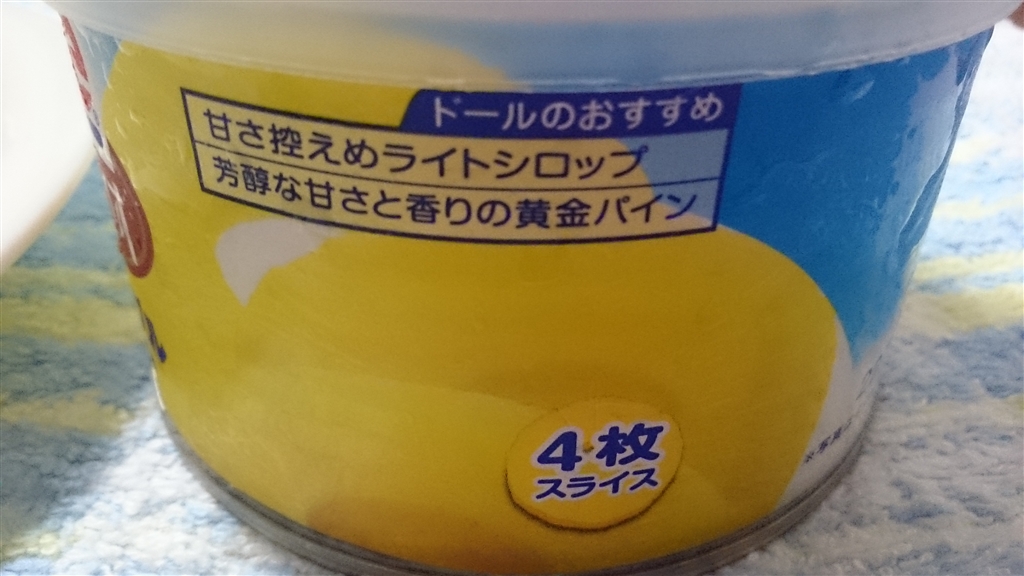 ドールのおすすめ
甘さ控えめライトシロップ
芳醇な甘さと香りの黄金パイン
4枚
スライス